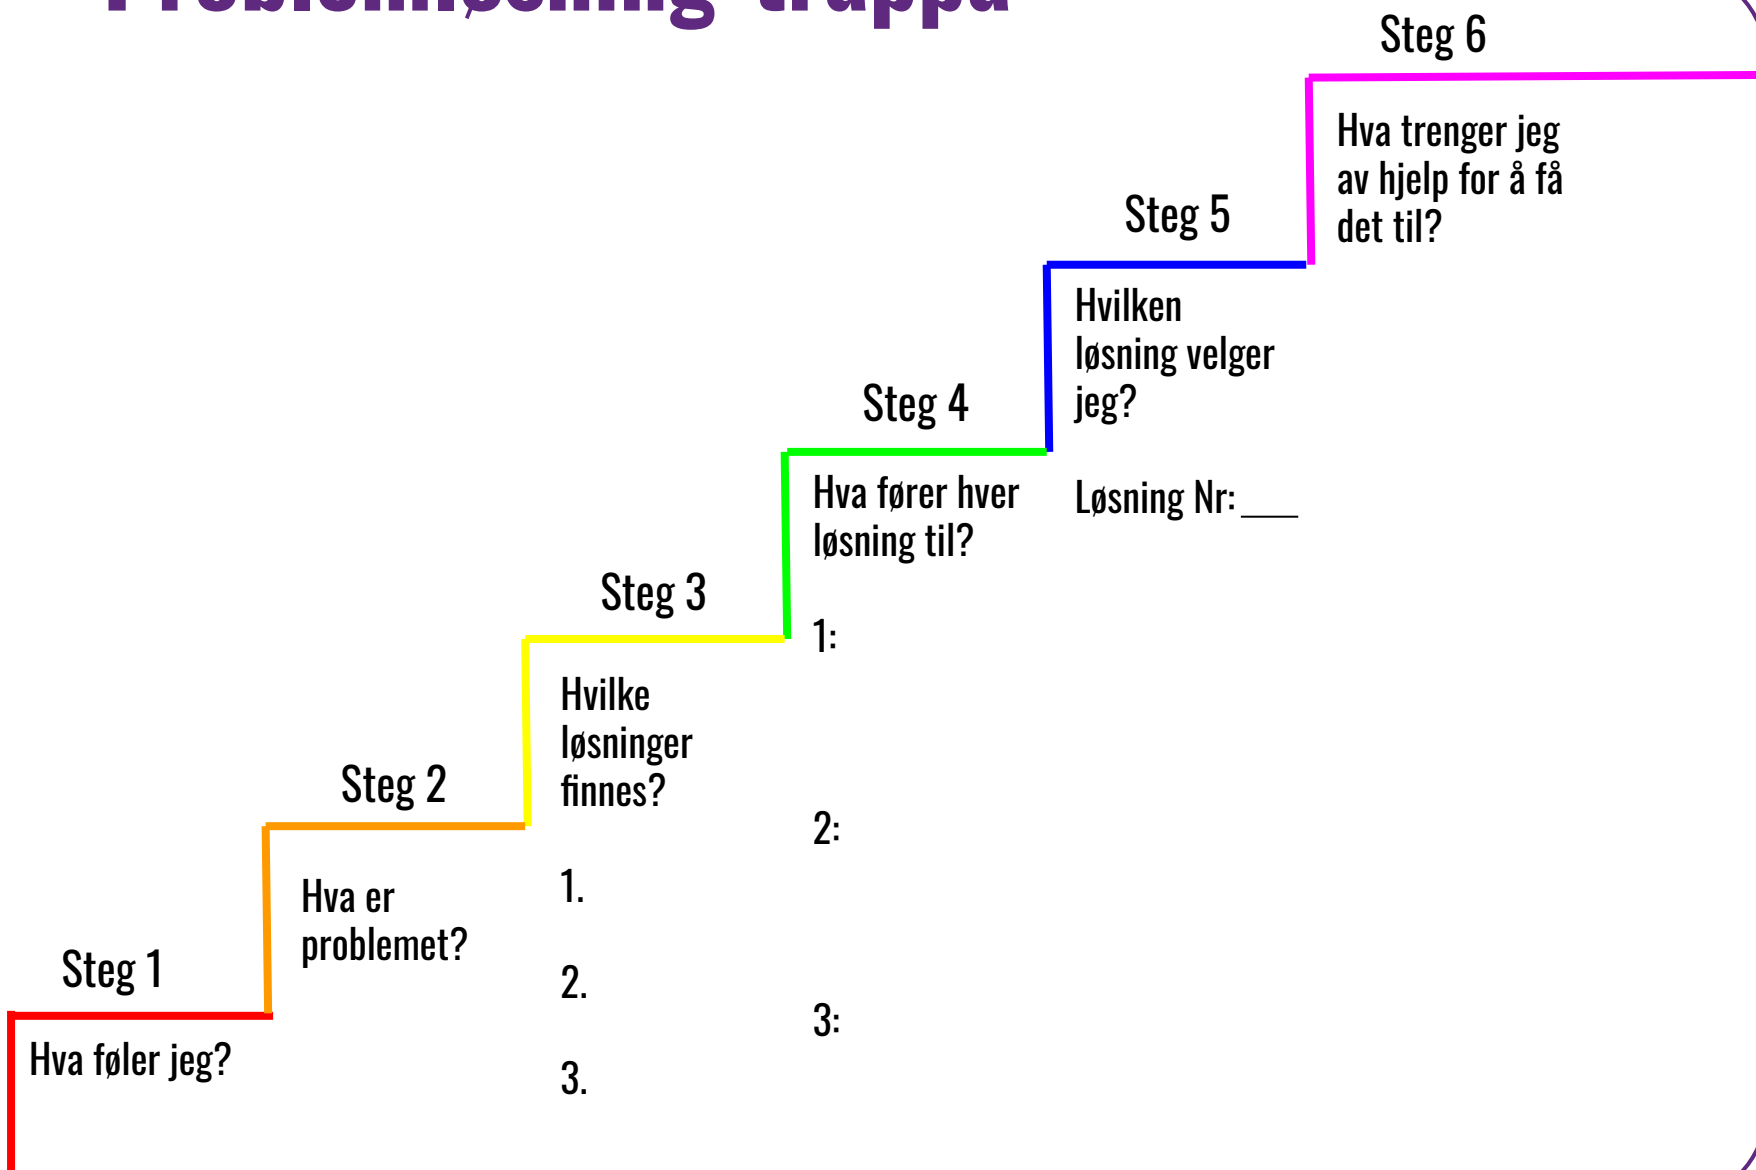 Problemløsning-trappa
Steg 6
Hva trenger jeg
av hjelp for å få
det til?
Steg 5
Hvilken
løsning velger
jeg?
Løsning Nr: ___
Steg 4
Hva fører hver
løsning til?
1:
2:
3:
Steg 3
Hvilke
løsninger
finnes?
1.
2.
3.
Steg 2
Hva er
problemet?
Steg 1
Hva føler jeg?